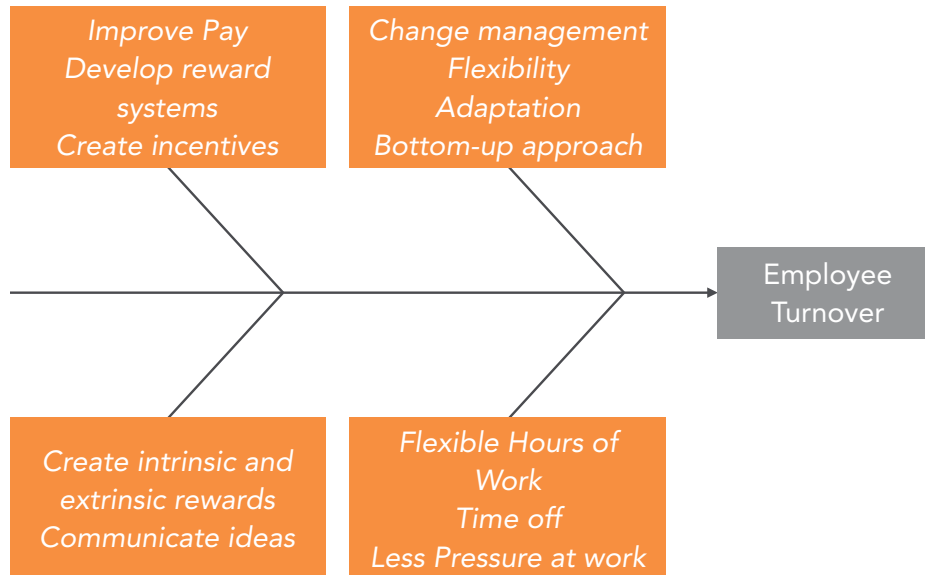 Improve Pay
Develop reward
systems
Create incentives
Change management
Flexibility
Adaptation
Bottom-up approach
Employee
Turnover
Create intrinsic and
extrinsic rewards
Communicate ideas
Flexible Hours of
Work
Time off
Less Pressure at work